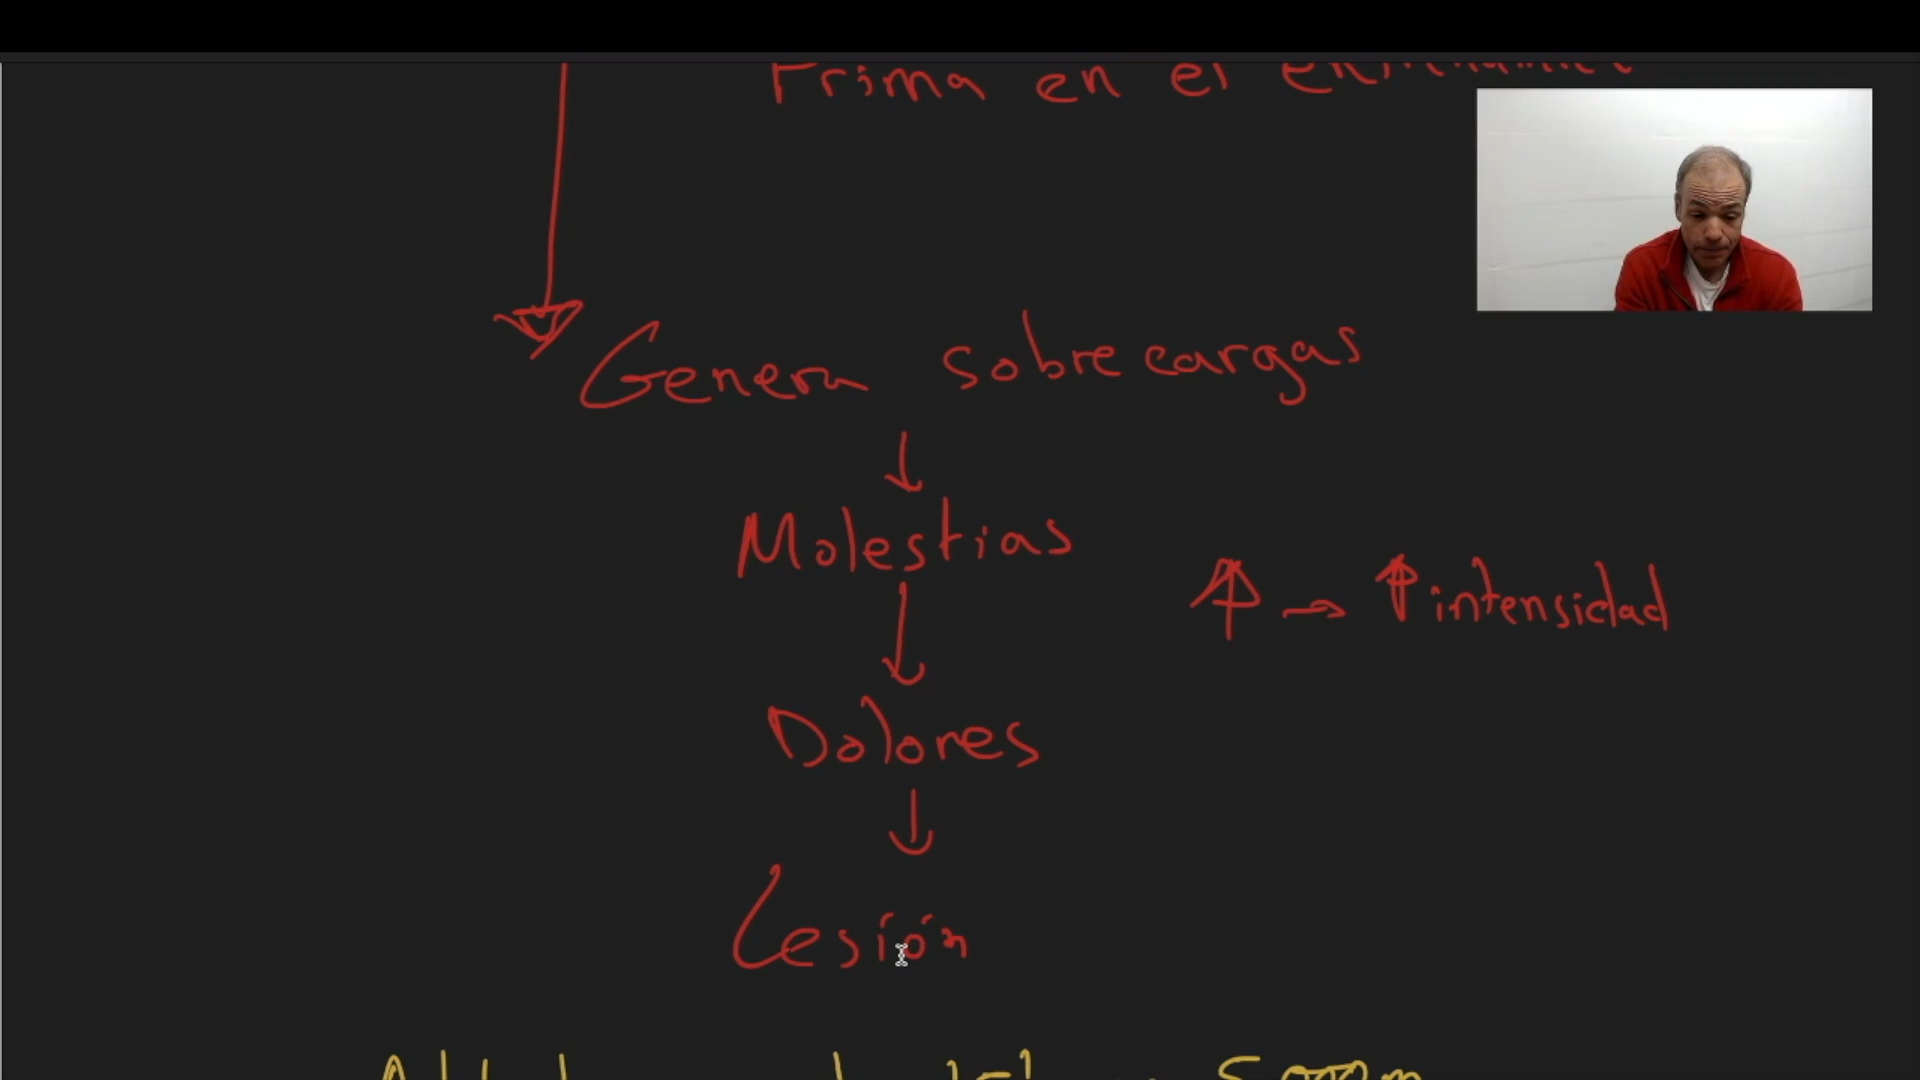 Prima en el
Genera sobrecargas
↓
Molestias
↑ → ↑ intensidad
↓
Dolores
↓
Lesión